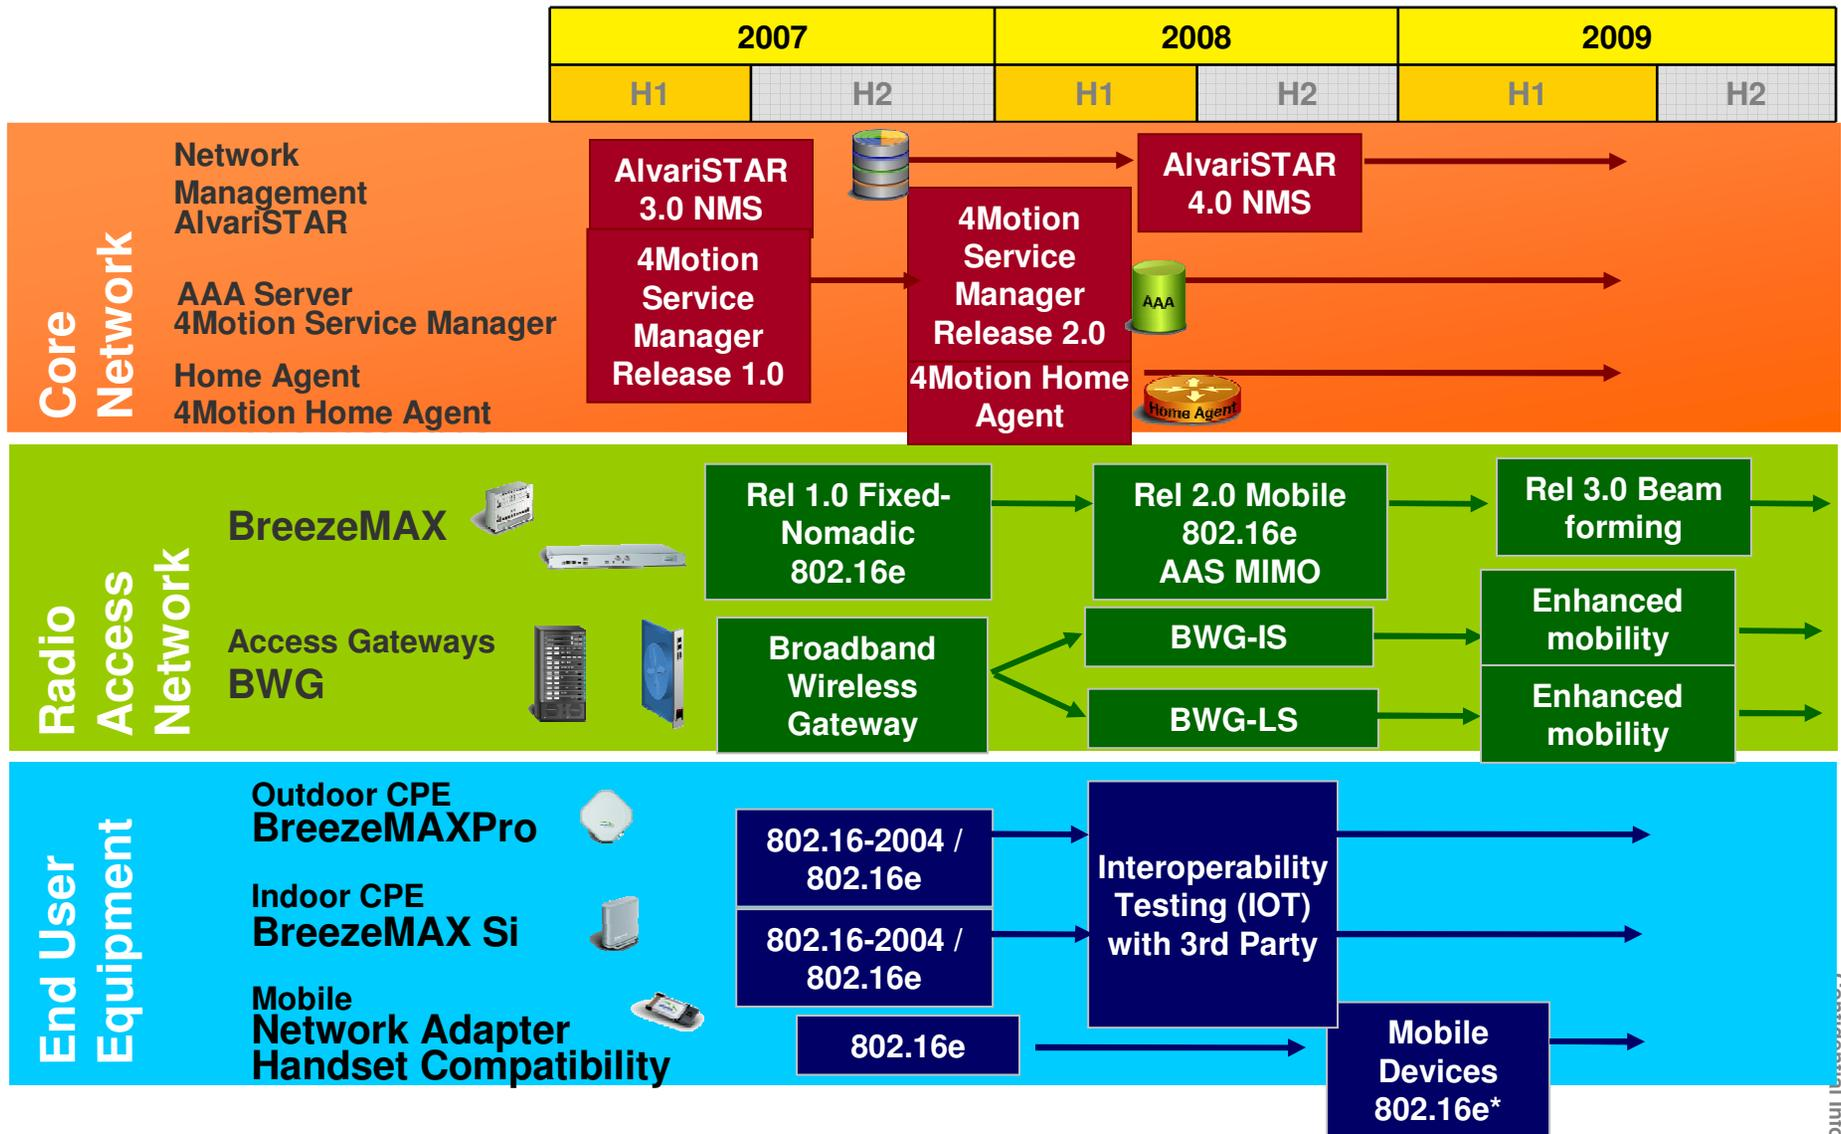 2007
2008
2009
H1
H2
H1
H2
H1
H2
Core
Network
Network
Management
AlvariSTAR
AAA Server
4Motion Service Manager
Home Agent
4Motion Home Agent
AlvariSTAR
3.0 NMS
4Motion
Service
Manager
Release 1.0
4Motion
Service
Manager
Release 2.0
4Motion Home
Agent
AlvariSTAR
4.0 NMS
AAA
Home Agent
Radio
Access
Network
BreezeMAX
Access Gateways
BWG
Rel 1.0 Fixed-
Nomadic
802.16e
Rel 2.0 Mobile
802.16e
AAS MIMO
Rel 3.0 Beam
forming
Broadband
Wireless
Gateway
BWG-IS
BWG-LS
Enhanced
mobility
Enhanced
mobility
End User
Equipment
Outdoor CPE
BreezeMAXPro
Indoor CPE
BreezeMAX Si
Mobile
Network Adapter
Handset Compatibility
802.16-2004 /
802.16e
802.16-2004 /
802.16e
802.16e
Interoperability
Testing (IOT)
with 3rd Party
Mobile
Devices
802.16e*